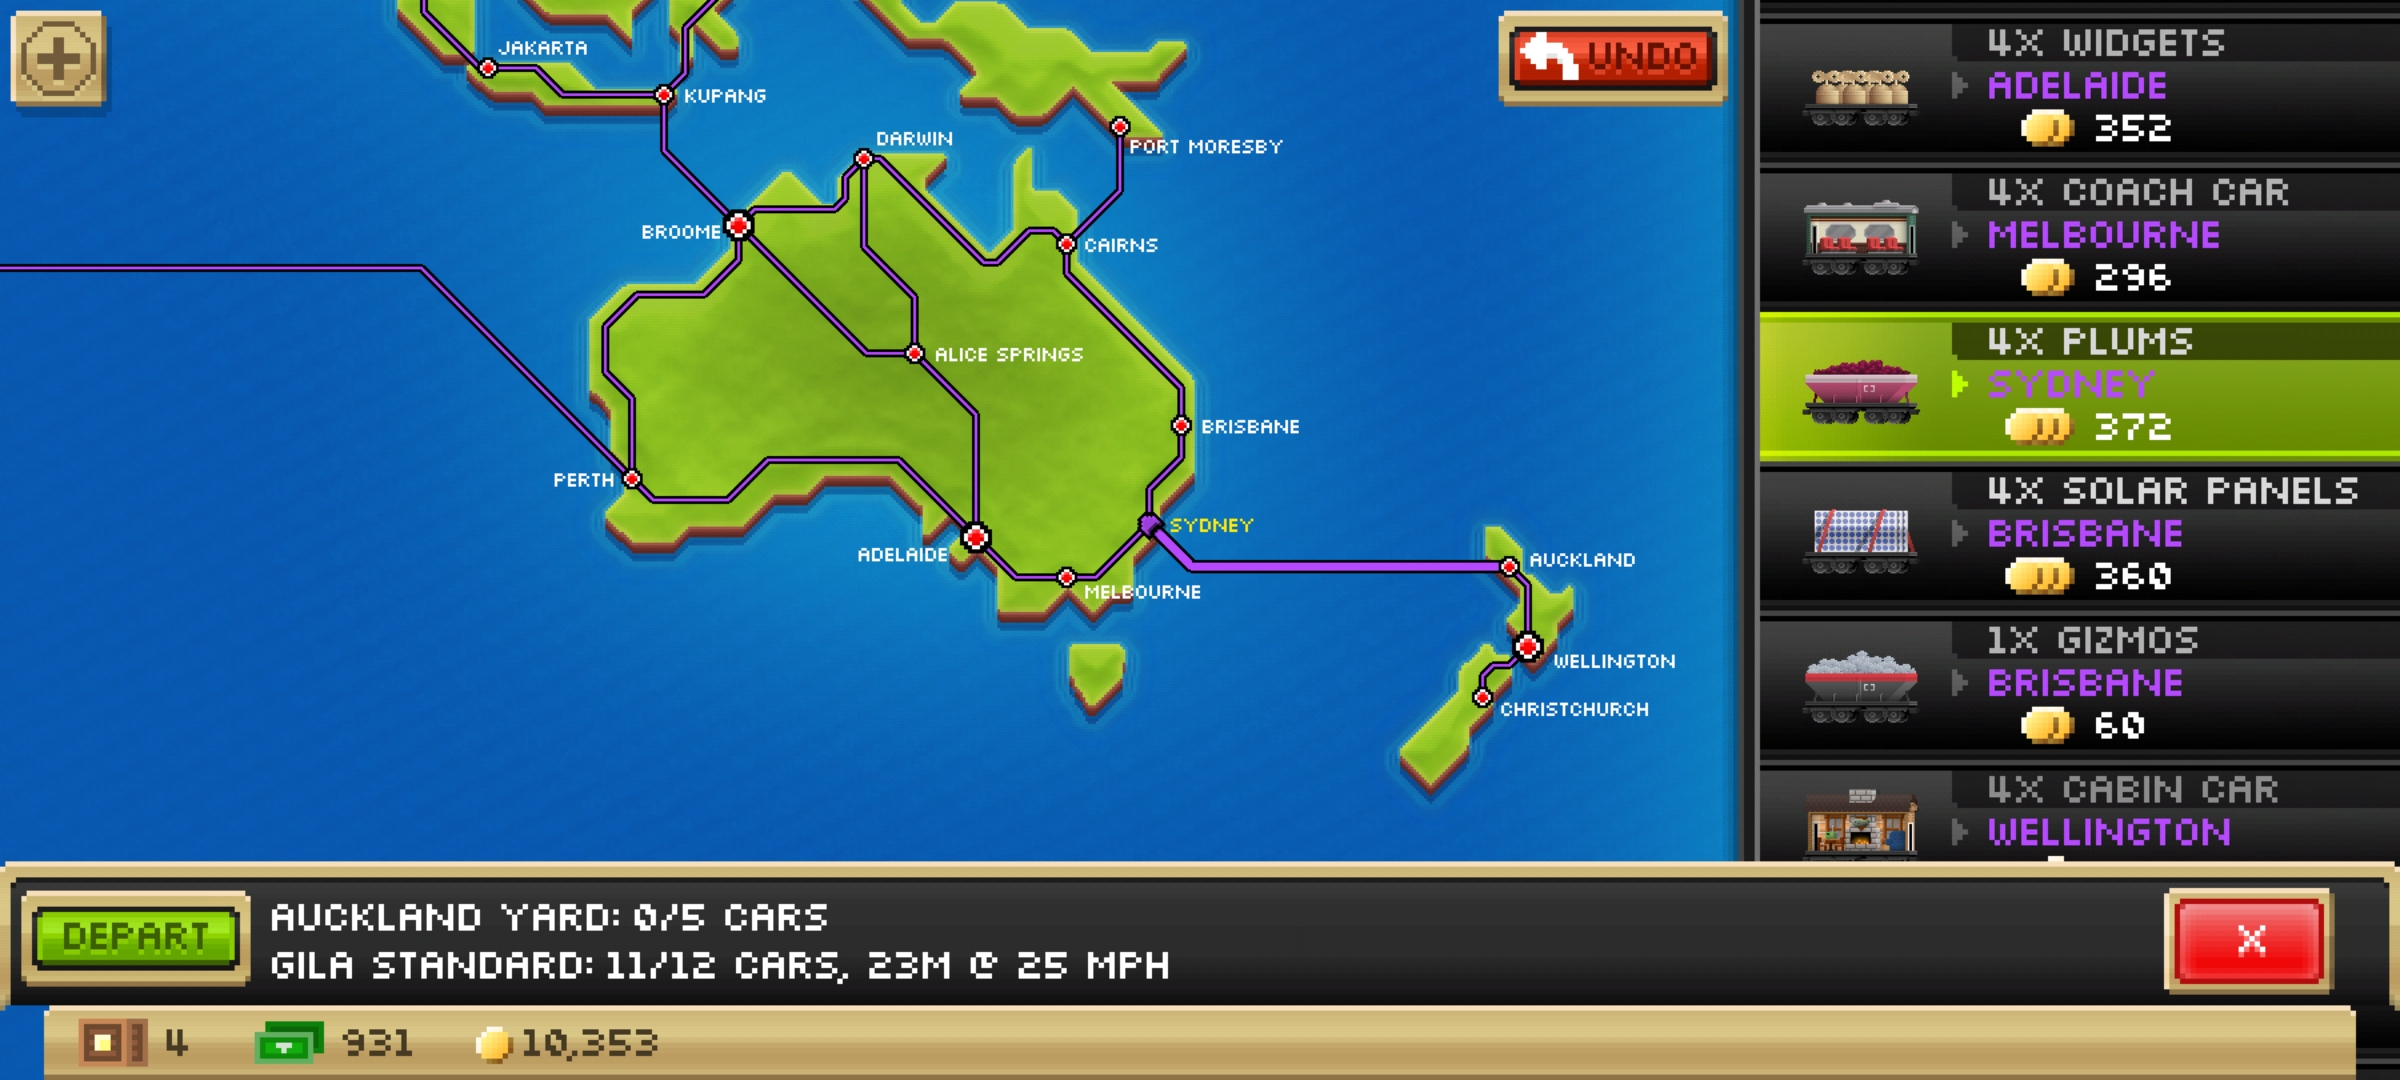 JAKARTA
KUPANG
DARWIN
PORT MORESBY
BROOME
CAIRNS
ALICE SPRINGS
BRISBANE
PERTH
SYDNEY
ADELAIDE
MELBOURNE
AUCKLAND
WELLINGTON
CHRISTCHURCH
UNDO
4X WIDGETS
ADELAIDE
352
4X COACH CAR
MELBOURNE
296
4X PLUMS
SYDNEY
372
4X SOLAR PANELS
BRISBANE
360
1X GIZMOS
BRISBANE
60
4X CABIN CAR
WELLINGTON
DEPART
AUCKLAND YARD: 0/5 CARS
GILA STANDARD: 11/12 CARS, 23M @ 25 MPH
X
4
931
10,353